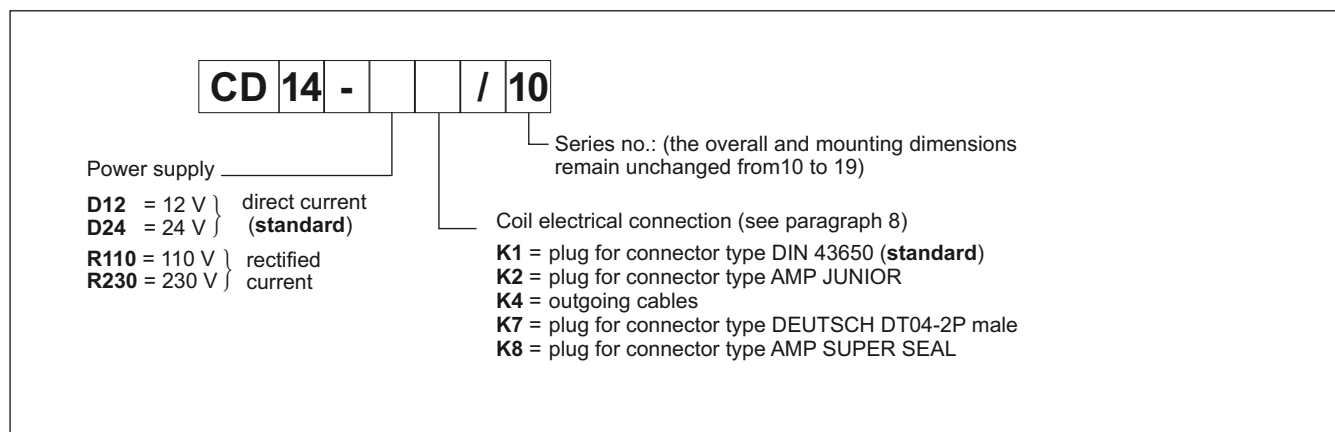 CD 14 - / 10
Series no.: (the overall and mounting dimensions
remain unchanged from10 to 19)
Power supply
D12 = 12 V
D24 = 24 V
direct current
(standard)
R110 = 110 V
R230 = 230 V
rectified
current
Coil electrical connection (see paragraph 8)
K1 = plug for connector type DIN 43650 (standard)
K2 = plug for connector type AMP JUNIOR
K4 = outgoing cables
K7 = plug for connector type DEUTSCH DT04-2P male
K8 = plug for connector type AMP SUPER SEAL